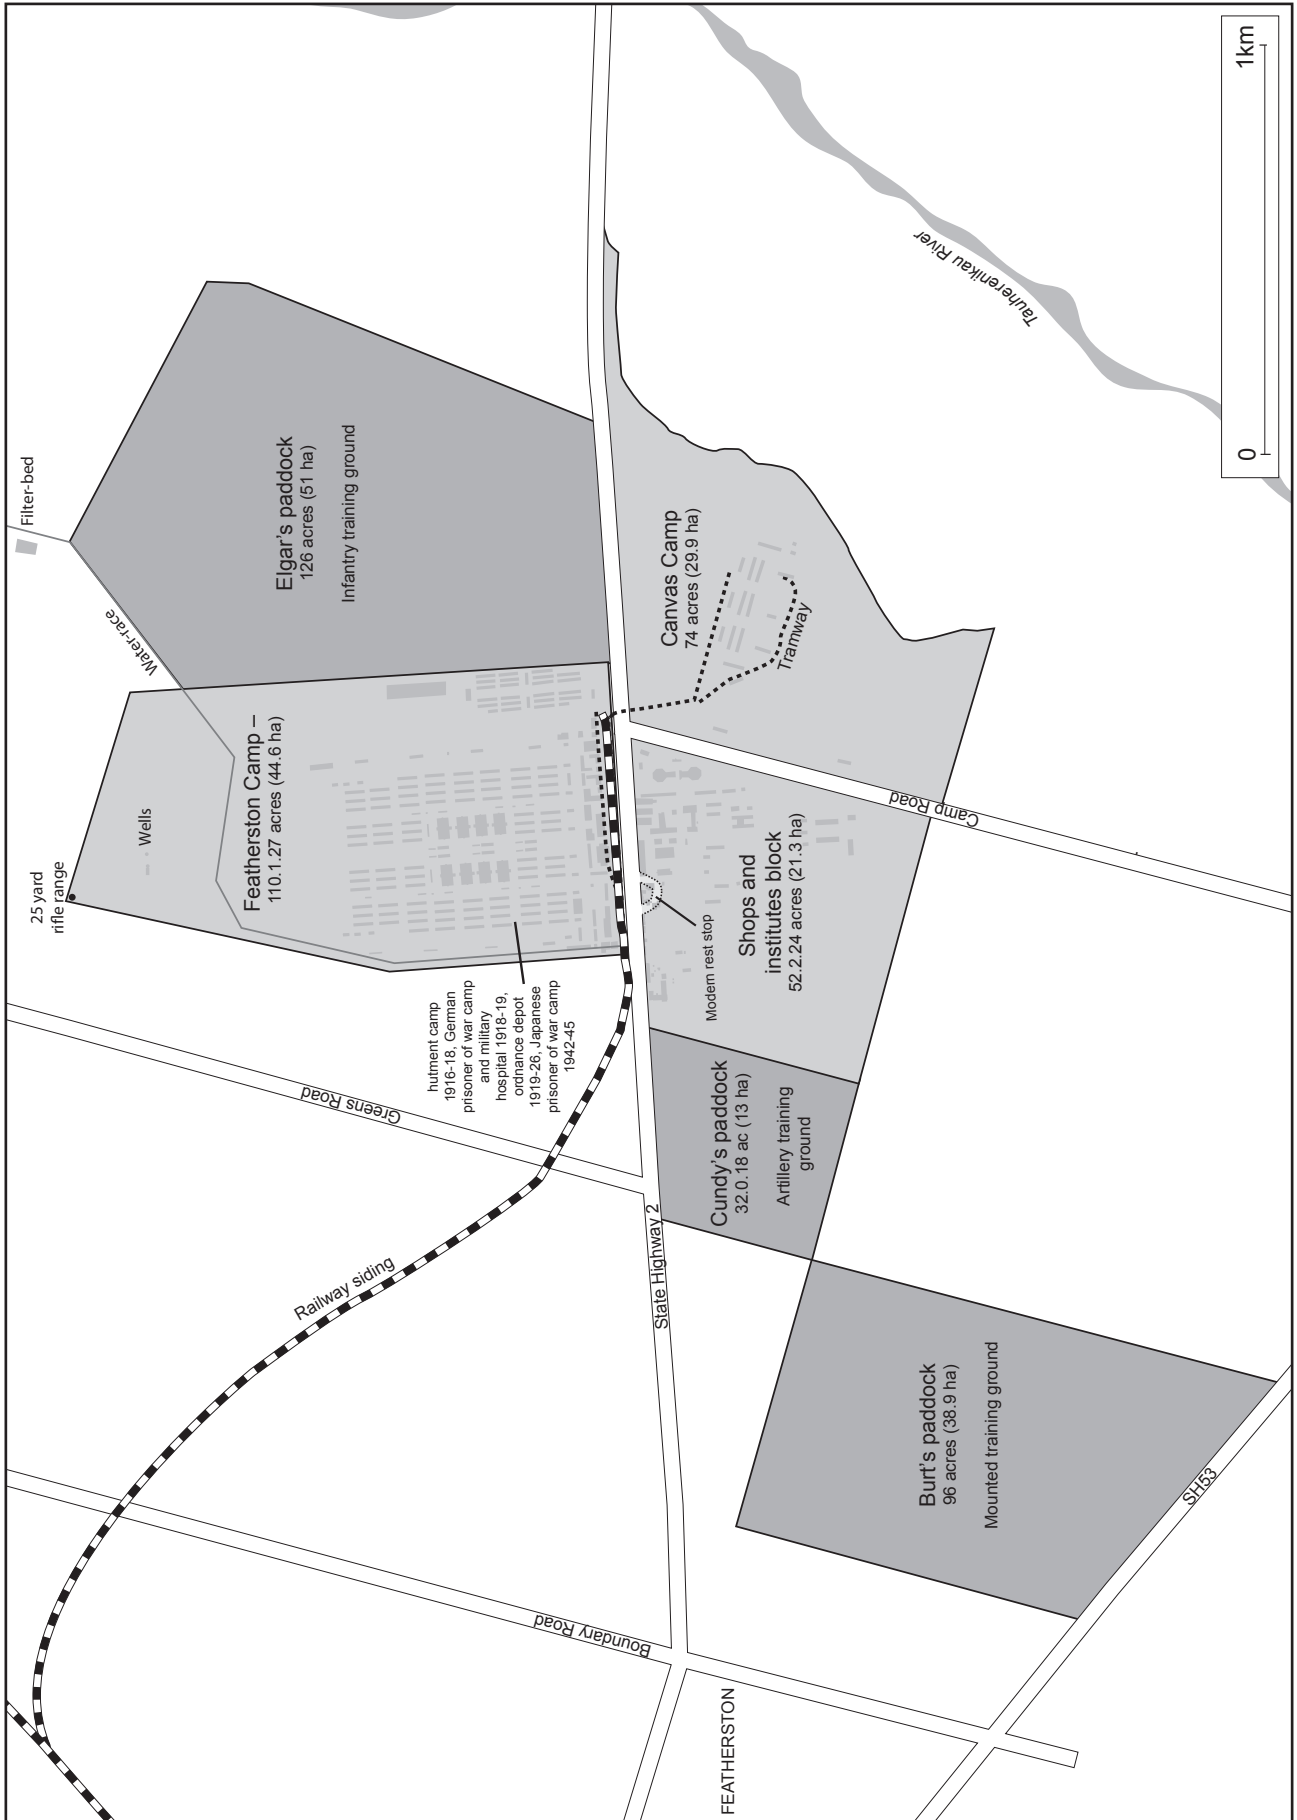 Filter-bed
Water-race
25 yard
rifle range
Wells
Elgar's paddock
126 acres (51 ha)
Infantry training ground
Featherston Camp –
110.1.27 acres (44.6 ha)
hutment camp
1916-18, German
prisoner of war camp
and military
hospital 1918-19,
ordnance depot
1919-26, Japanese
prisoner of war camp
1942-45
Greens Road
Railway siding
Boundary Road
State Highway 2
FEATHERSTON
Canvas Camp
74 acres (29.9 ha)
Tramway
Modern rest stop
Shops and
institutes block
52.2.24 acres (21.3 ha)
Camp Road
Cundy's paddock
32.0.18 ac (13 ha)
Artillery training
ground
Burt's paddock
96 acres (38.9 ha)
Mounted training ground
SH53
Tauherenikau River
0
1km